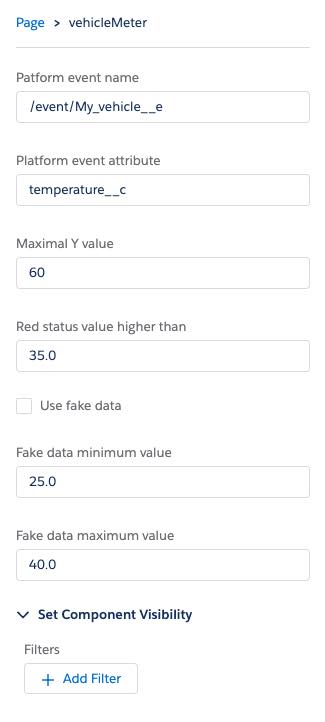 Page > vehicleMeter
Patform event name
/event/My_vehicle__e
Platform event attribute
temperature__c
Maximal Y value
60
Red status value higher than
35.0
Use fake data
Fake data minimum value
25.0
Fake data maximum value
40.0
Set Component Visibility
Filters
+ Add Filter